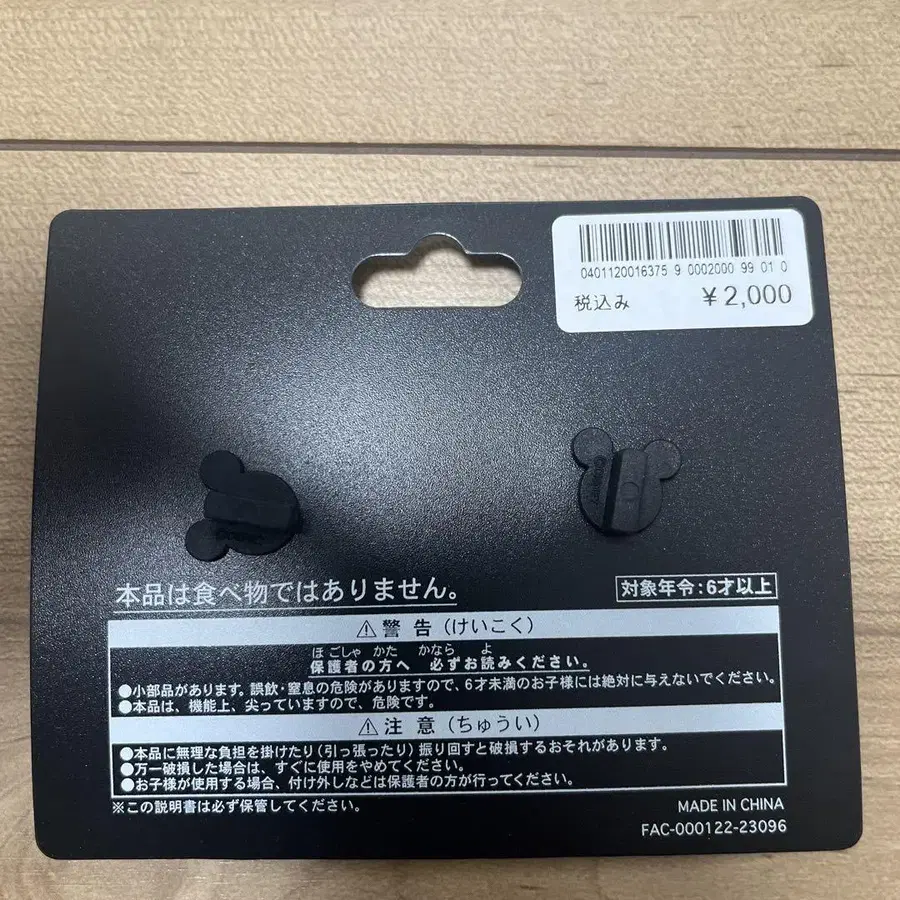 0401120016375 9 0002000 99 01 0
税込み ¥2,000
本品は食べ物ではありません。
対象年令:6才以上
⚠警告(けいこく)
ほごしゃ かた かなら よ
保護者の方へ 必ずお読みください。
●小部品があります。誤飲・窒息の危険がありますので、6才未満のお子様には絶対に与えないでください。
●本品は、機能上、尖っていますので、危険です。
⚠注意(ちゅうい)
●本品に無理な負担を掛けたり(引っ張ったり)振り回すと破損するおそれがあります。
●万一破損した場合は、すぐに使用をやめてください。
●お子様が使用する場合、付け外しなどは保護者の方が行ってください。
※この説明書は必ず保管してください。
MADE IN CHINA
FAC-000122-23096